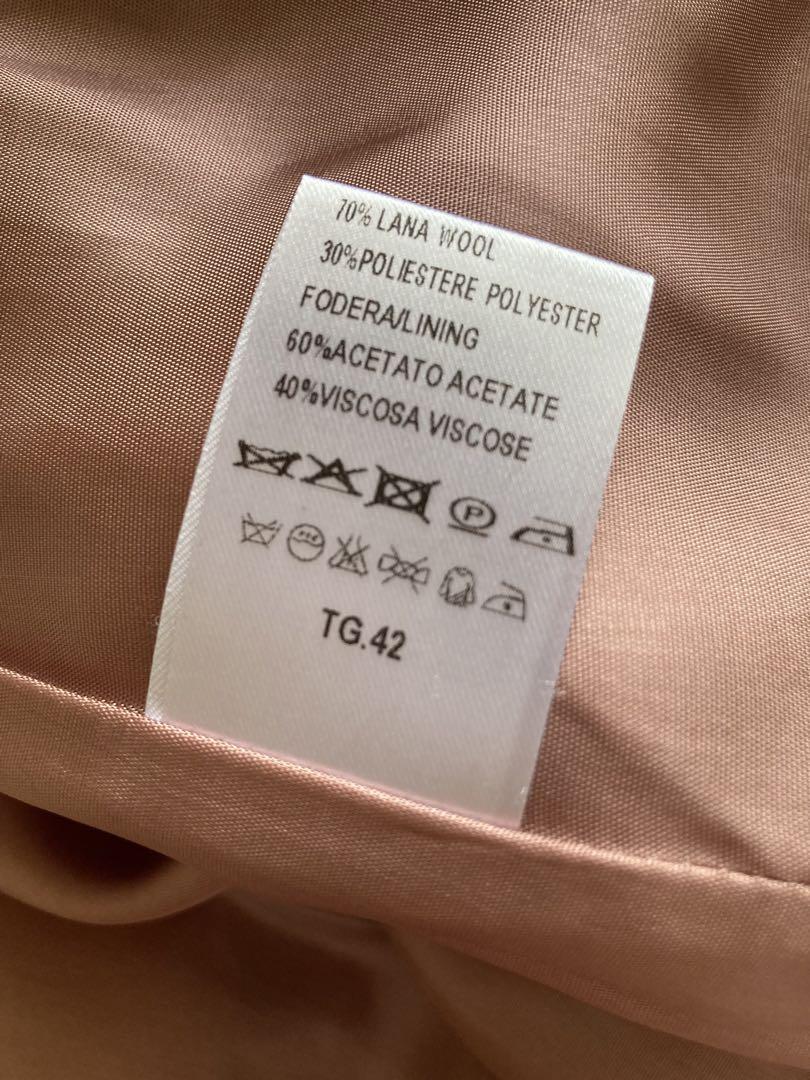 70% LANA WOOL
30%POLIESTERE POLYESTER
FODERA/LINING
60%ACETATO ACETATE
40%VISCOSA VISCOSE
P
TG.42